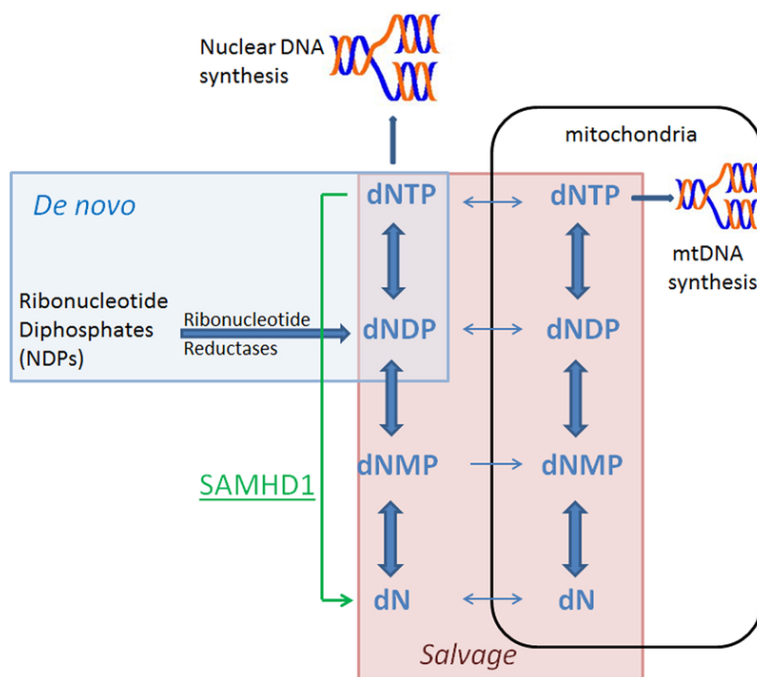 Nuclear DNA
synthesis
mitochondria
De novo
dNTP
dNTP
mtDNA
synthesis
Ribonucleotide
Diphosphates
(NDPs)
Ribonucleotide
Reductases
dNDP
dNDP
SAMHD1
dNMP
dNMP
dN
dN
Salvage